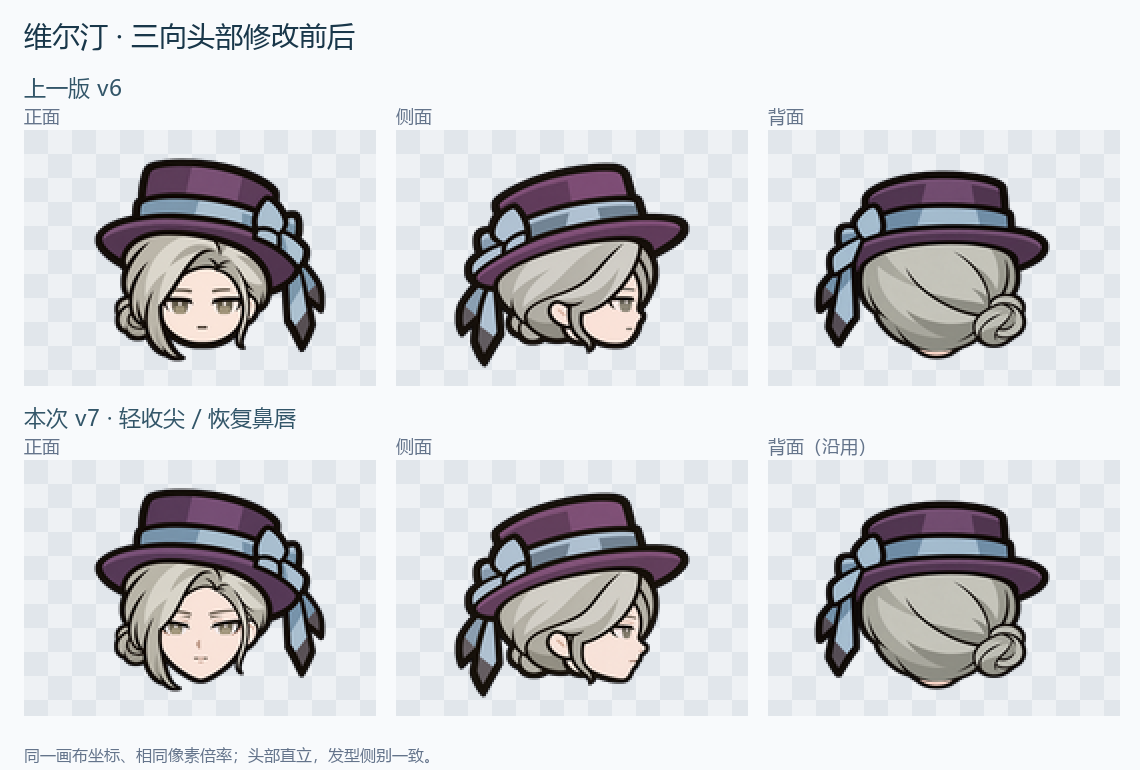 维尔汀 · 三向头部修改前后
上一版 v6
正面
侧面
背面
本次 v7 · 轻收尖 / 恢复鼻唇
正面
侧面
背面（沿用）
同一画布坐标、相同像素倍率；头部直立，发型侧别一致。